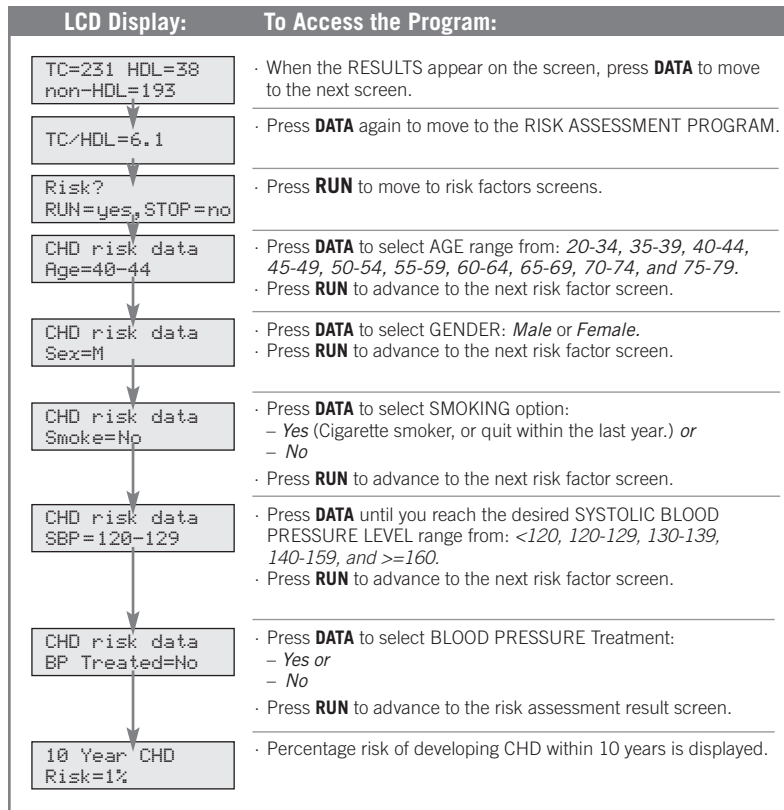 LCD Display: To Access the Program:
TC=231 HDL=38
non-HDL=193
· When the RESULTS appear on the screen, press DATA to move
to the next screen.
TC/HDL=6.1
· Press DATA again to move to the RISK ASSESSMENT PROGRAM.
Risk?
RUN=yes,STOP=no
· Press RUN to move to risk factors screens.
CHD risk data
Age=40-44
· Press DATA to select AGE range from: 20-34, 35-39, 40-44,
45-49, 50-54, 55-59, 60-64, 65-69, 70-74, and 75-79.
· Press RUN to advance to the next risk factor screen.
CHD risk data
Sex=M
· Press DATA to select GENDER: Male or Female.
· Press RUN to advance to the next risk factor screen.
CHD risk data
Smoke=No
· Press DATA to select SMOKING option:
– Yes (Cigarette smoker, or quit within the last year.) or
– No
· Press RUN to advance to the next risk factor screen.
CHD risk data
SBP=120-129
· Press DATA until you reach the desired SYSTOLIC BLOOD
PRESSURE LEVEL range from: <120, 120-129, 130-139,
140-159, and >=160.
· Press RUN to advance to the next risk factor screen.
CHD risk data
BP Treated=No
· Press DATA to select BLOOD PRESSURE Treatment:
– Yes or
– No
· Press RUN to advance to the risk assessment result screen.
10 Year CHD
Risk=1%
· Percentage risk of developing CHD within 10 years is displayed.